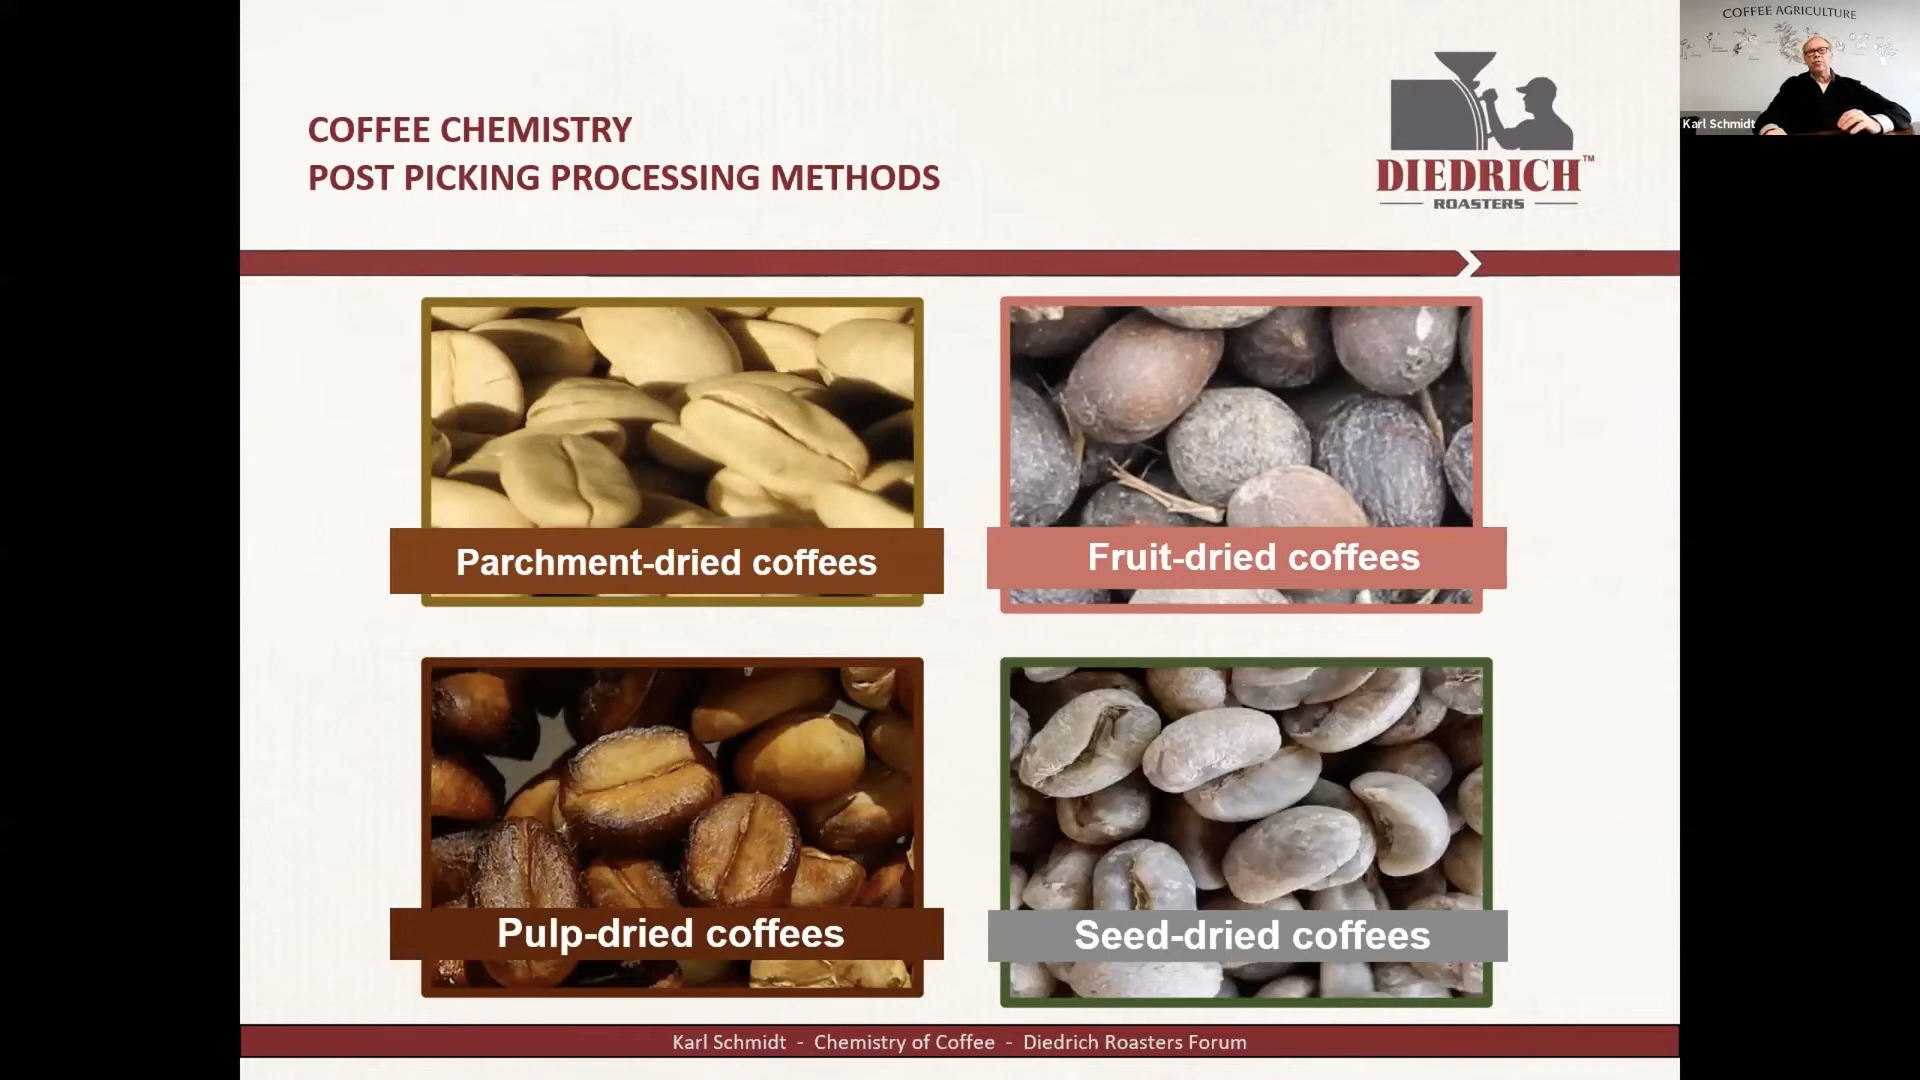 COFFEE CHEMISTRY
POST PICKING PROCESSING METHODS
DIEDRICH™
ROASTERS
COFFEE AGRICULTURE
Karl Schmidt
Parchment-dried coffees
Fruit-dried coffees
Pulp-dried coffees
Seed-dried coffees
Karl Schmidt - Chemistry of Coffee - Diedrich Roasters Forum